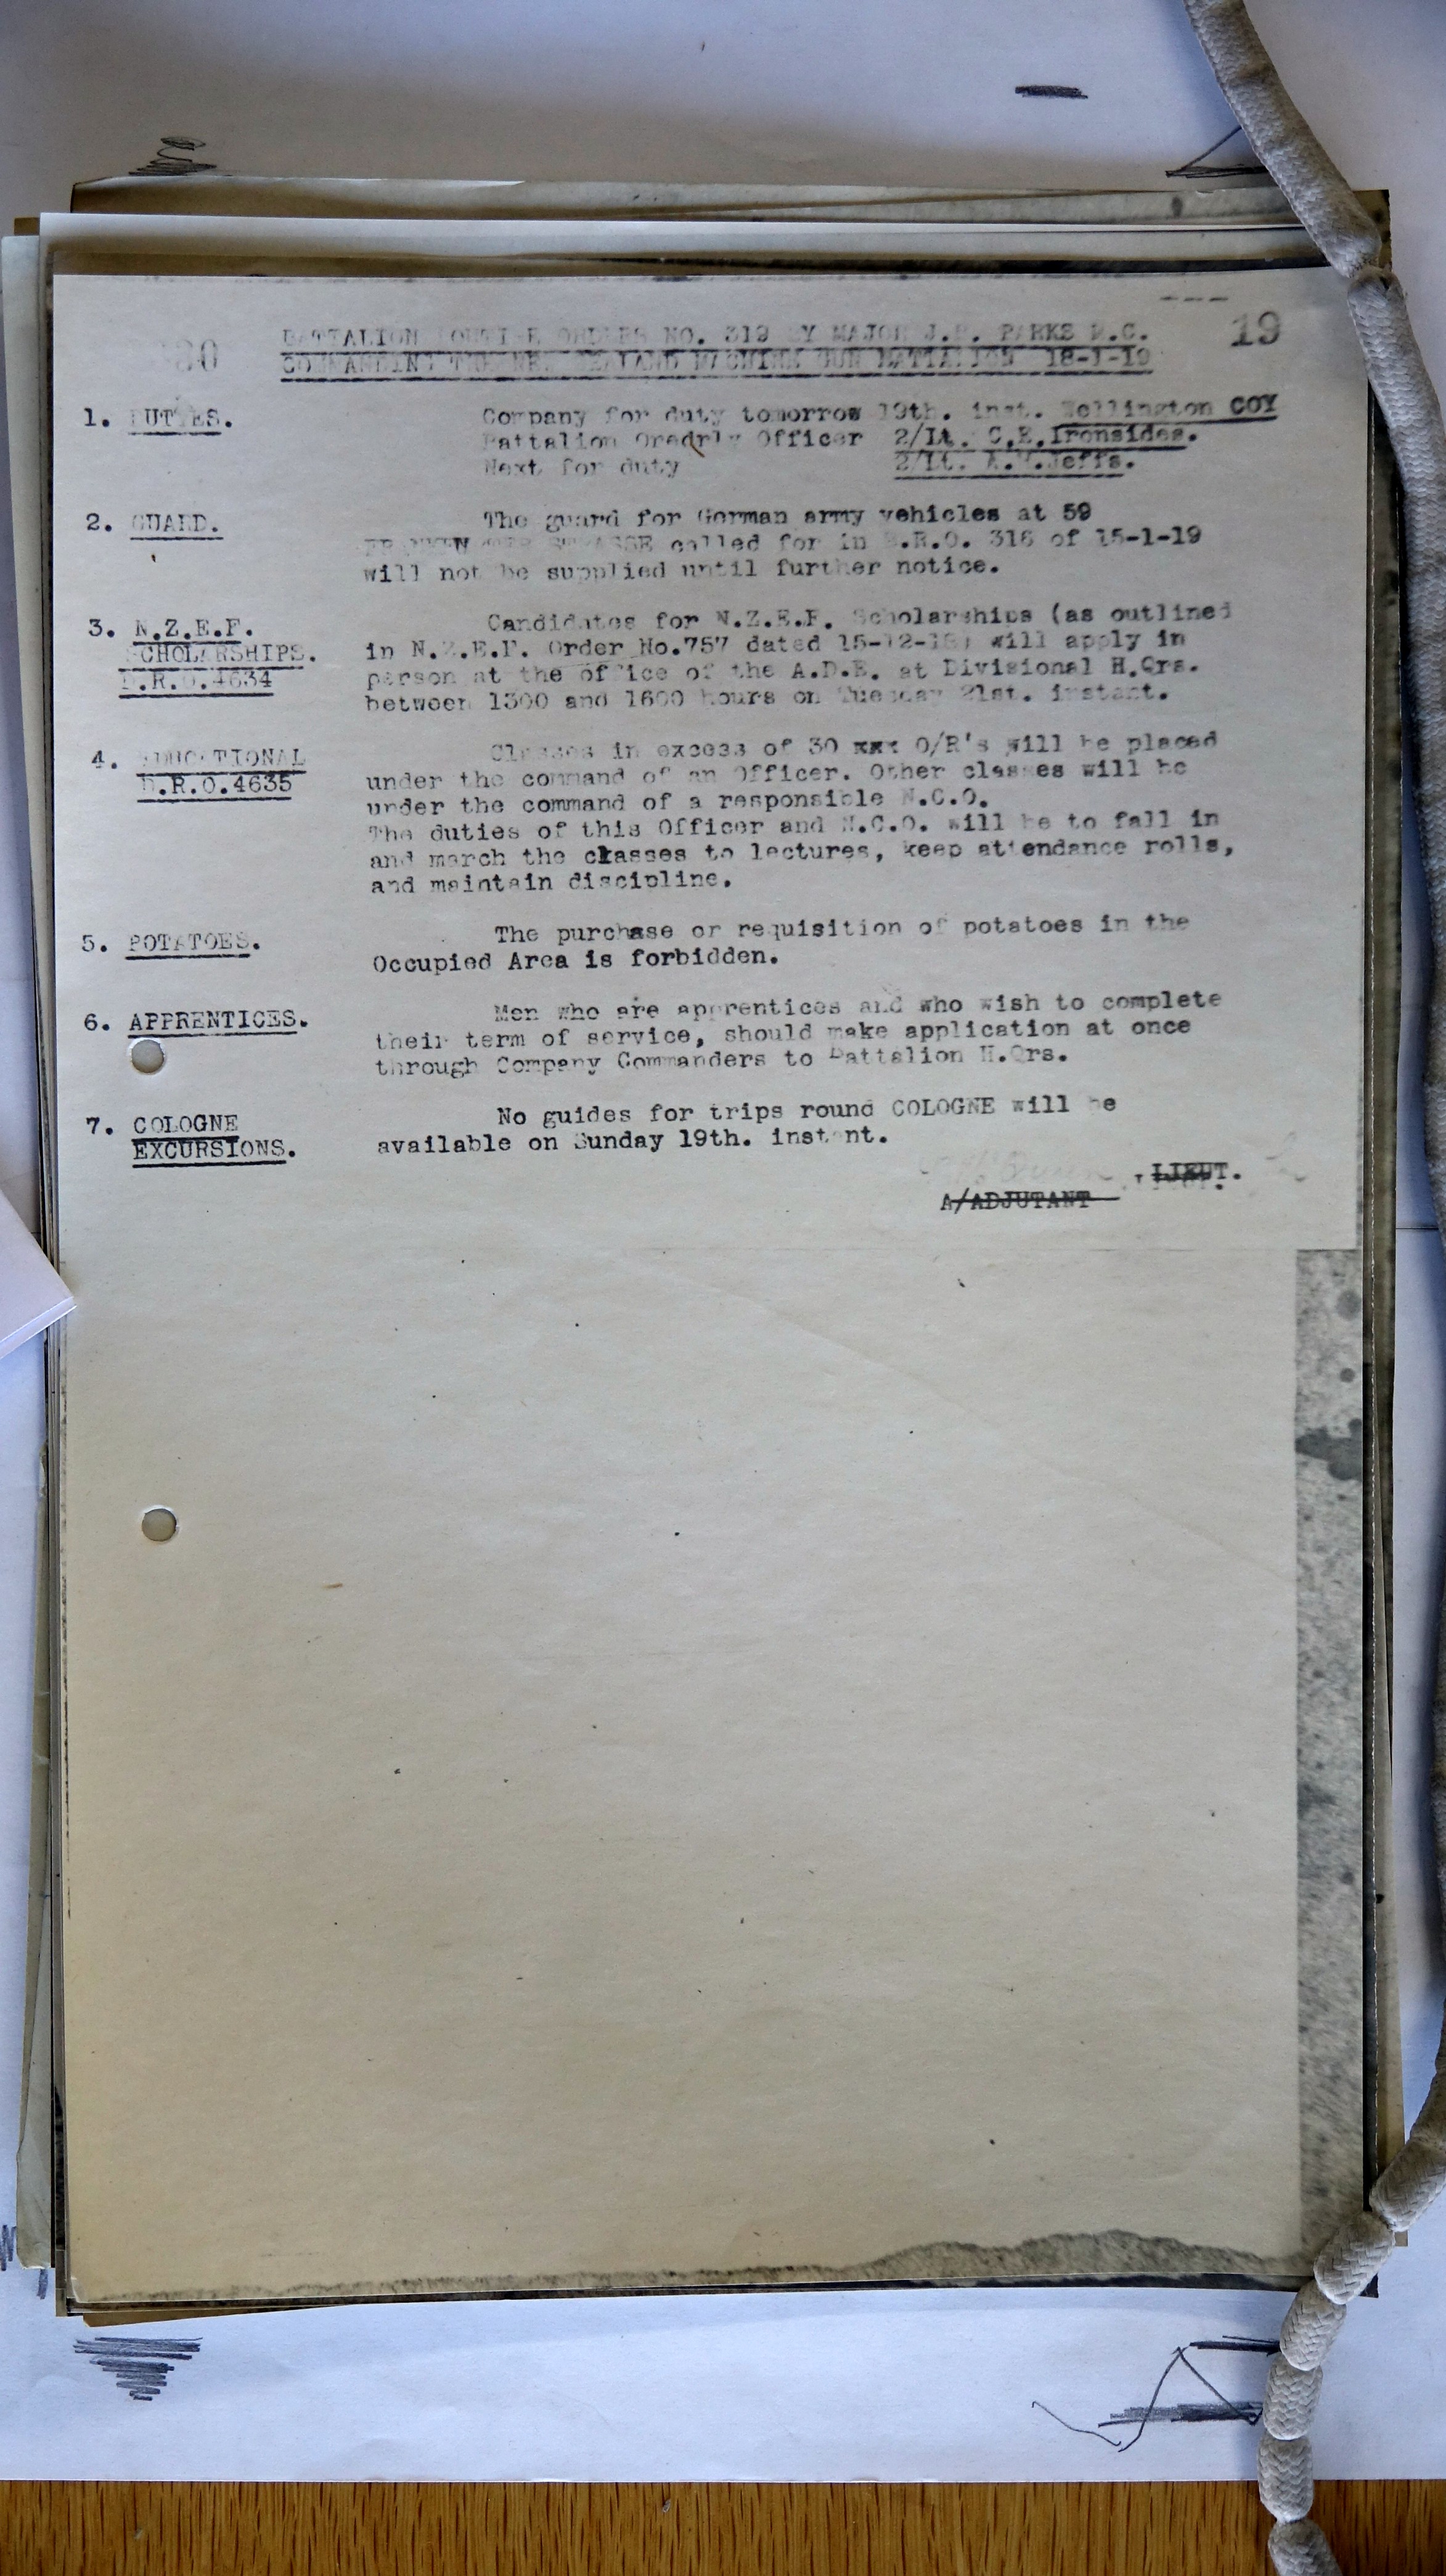 19
BATTALION ROUTINE ORDERS NO. 319 BY MAJOR J.B. PARKS M.C.
COMMANDING THE NEW ZEALAND MACHINE GUN BATTALION 18-1-19
1. DUTIES. Company for duty tomorrow 19th. inst. Wellington COY
Battalion Oredrly Officer 2/Lt. C.E.Ironsides.
Next for duty 2/Lt. Jeffs.
2. GUARD. The guard for German army vehicles at 59
STRASSE called for in B.R.O. 316 of 15-1-19
will not be supplied until further notice.
3. N.Z.E.F. Candidates for N.Z.E.F. Scholarships (as outlined
SCHOLARSHIPS. in N.Z.E.F. Order No.757 dated 15-12-18) will apply in
D.R.O.4634 person at the office of the A.D.E. at Divisional H.Qrs.
between 1300 and 1600 hours on Tuesday 21st. instant.
4. EDUCATIONAL Classes in excess of 30 xxx O/R's will be placed
D.R.O.4635 under the command of an Officer. Other classes will be
under the command of a responsible N.C.O.
The duties of this Officer and N.C.O. will be to fall in
and march the classes to lectures, keep attendance rolls,
and maintain discipline.
5. POTATOES. The purchase or requisition of potatoes in the
Occupied Area is forbidden.
6. APPRENTICES. Men who are apprentices and who wish to complete
their term of service, should make application at once
through Company Commanders to Battalion H.Qrs.
7. COLOGNE No guides for trips round COLOGNE will be
EXCURSIONS. available on Sunday 19th. instant.
, LIEUT.
A/ADJUTANT